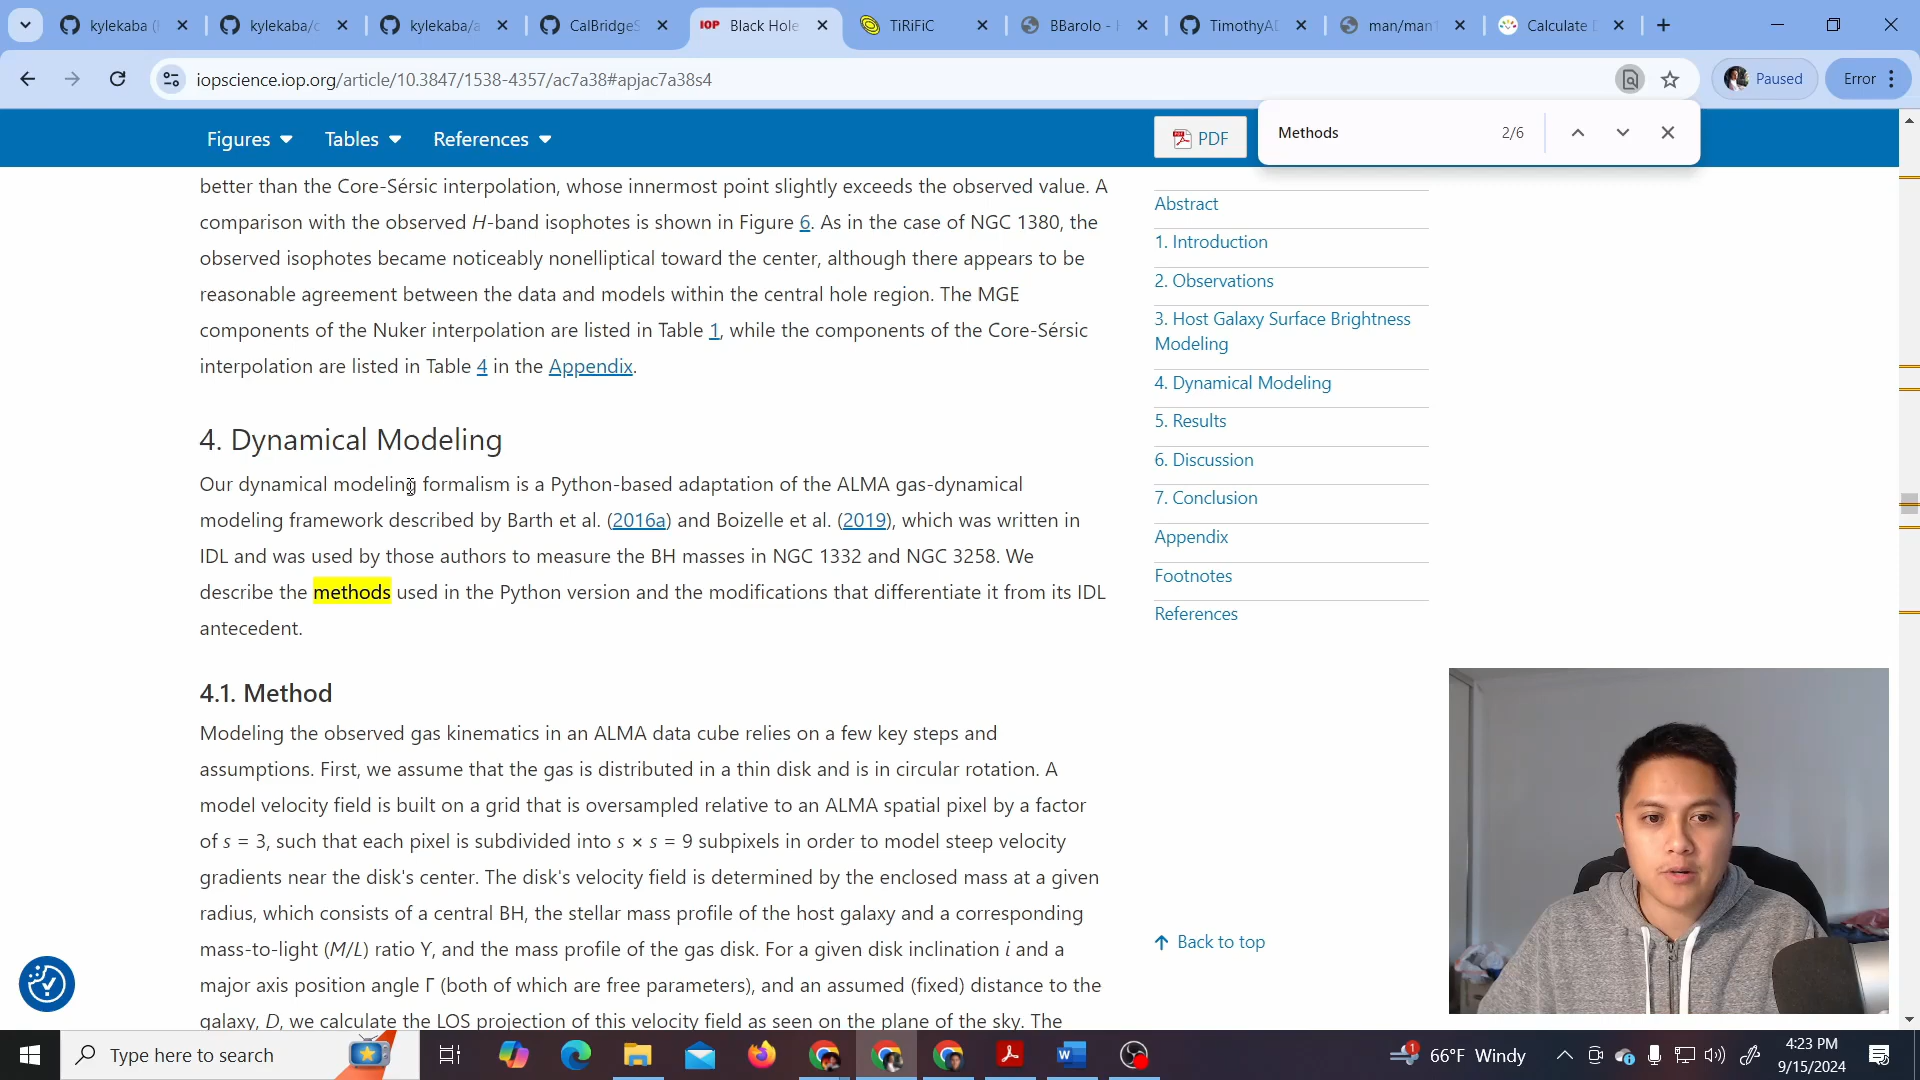 kylekaba (
kylekaba/c
kylekaba/a
CalBridgeS
IOP Black Hole
TiRiFiC
BBarolo -
TimothyAD
man/man1
Calculate
iopscience.iop.org/article/10.3847/1538-4357/ac7a38#apjac7a38s4
Paused
Error
Figures
Tables
References
PDF
Methods
2/6
better than the Core-Sérsic interpolation, whose innermost point slightly exceeds the observed value. A
comparison with the observed H-band isophotes is shown in Figure 6. As in the case of NGC 1380, the
observed isophotes became noticeably nonelliptical toward the center, although there appears to be
reasonable agreement between the data and models within the central hole region. The MGE
components of the Nuker interpolation are listed in Table 1, while the components of the Core-Sérsic
interpolation are listed in Table 4 in the Appendix.
4. Dynamical Modeling
Our dynamical modeling formalism is a Python-based adaptation of the ALMA gas-dynamical
modeling framework described by Barth et al. (2016a) and Boizelle et al. (2019), which was written in
IDL and was used by those authors to measure the BH masses in NGC 1332 and NGC 3258. We
describe the methods used in the Python version and the modifications that differentiate it from its IDL
antecedent.
4.1. Method
Modeling the observed gas kinematics in an ALMA data cube relies on a few key steps and
assumptions. First, we assume that the gas is distributed in a thin disk and is in circular rotation. A
model velocity field is built on a grid that is oversampled relative to an ALMA spatial pixel by a factor
of s = 3, such that each pixel is subdivided into s × s = 9 subpixels in order to model steep velocity
gradients near the disk's center. The disk's velocity field is determined by the enclosed mass at a given
radius, which consists of a central BH, the stellar mass profile of the host galaxy and a corresponding
mass-to-light (M/L) ratio ϒ, and the mass profile of the gas disk. For a given disk inclination i and a
major axis position angle Γ (both of which are free parameters), and an assumed (fixed) distance to the
galaxy, D, we calculate the LOS projection of this velocity field as seen on the plane of the sky. The
Abstract
1. Introduction
2. Observations
3. Host Galaxy Surface Brightness
Modeling
4. Dynamical Modeling
5. Results
6. Discussion
7. Conclusion
Appendix
Footnotes
References
Back to top
Type here to search
1
66°F Windy
4:23 PM
9/15/2024